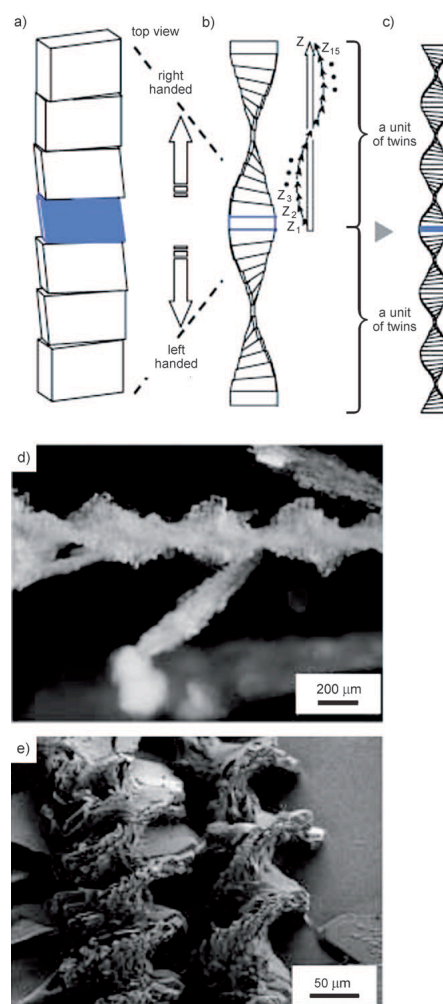 a)
top view
right
handed
left
handed
b)
Z
Z15
Z3
Z2
Z1
a unit
of twins
a unit
of twins
c)
d)
200 μm
e)
50 μm